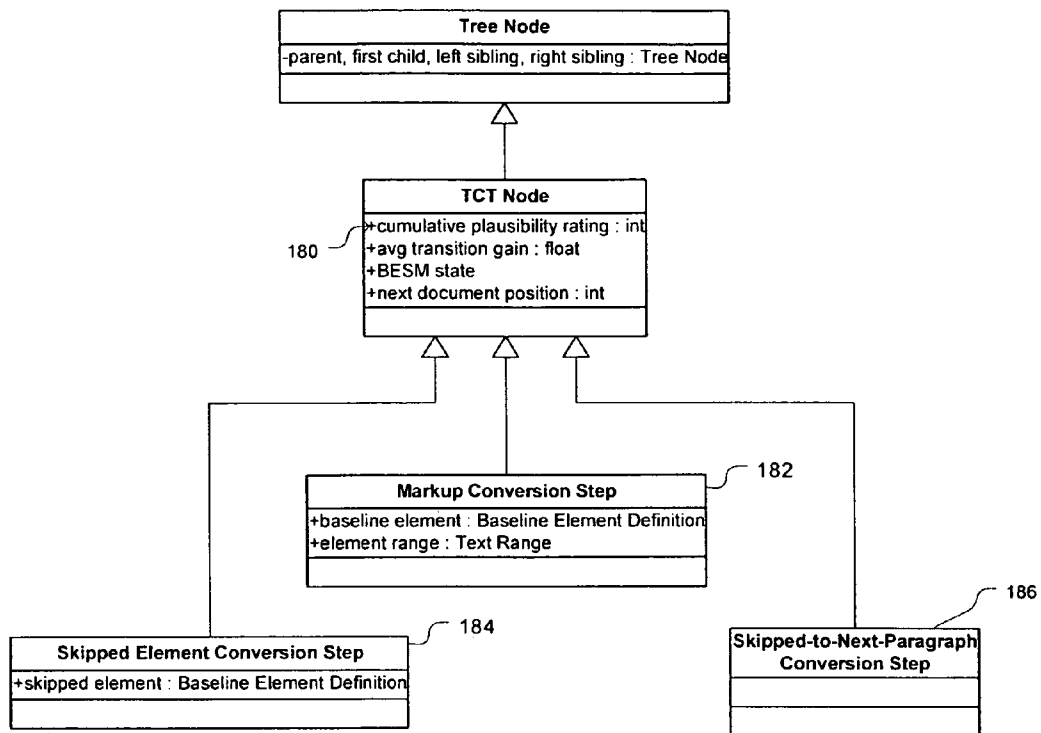 Tree Node
-parent, first child, left sibling, right sibling : Tree Node
TCT Node
180
+cumulative plausibility rating : int
+avg transition gain : float
+BESM state
+next document position : int
182
Markup Conversion Step
+baseline element : Baseline Element Definition
+element range : Text Range
184
Skipped Element Conversion Step
+skipped element : Baseline Element Definition
186
Skipped-to-Next-Paragraph
Conversion Step